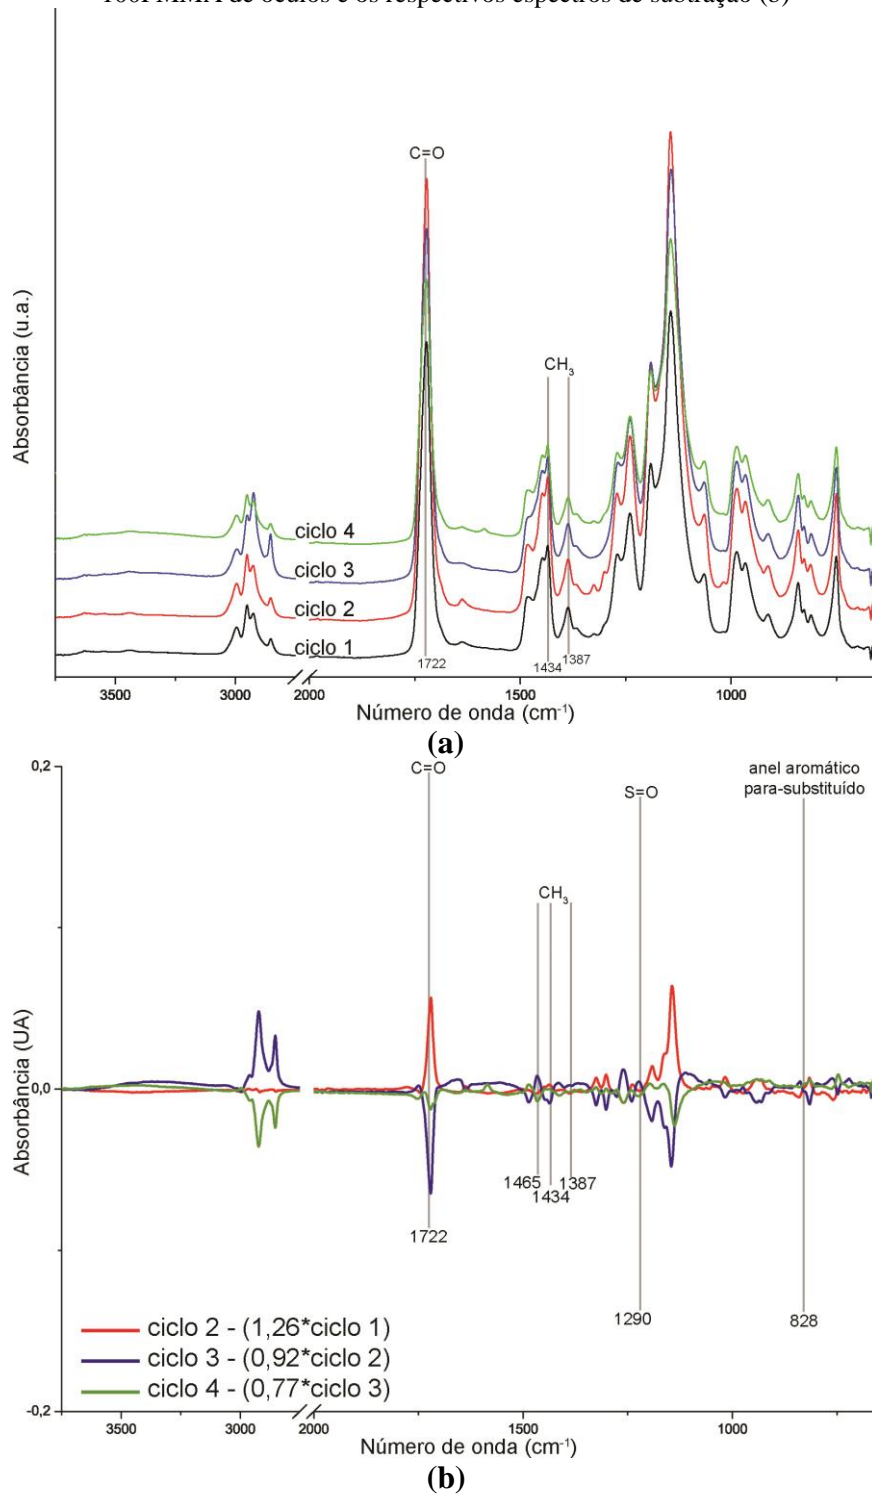 100PMMA de óculos e os respectivos espectros de subtração (b)
C=O
CH₃
Absorbância (u.a.)
ciclo 4
ciclo 3
ciclo 2
ciclo 1
1722
1434
1387
3500
3000
2000
1500
1000
Número de onda (cm⁻¹)
(a)
0,2
C=O
S=O
anel aromático
para-substituído
CH₃
Absorbância (UA)
0,0
1465
1434
1387
1722
1290
828
ciclo 2 - (1,26*ciclo 1)
ciclo 3 - (0,92*ciclo 2)
ciclo 4 - (0,77*ciclo 3)
-0,2
3500
3000
2000
1500
1000
Número de onda (cm⁻¹)
(b)